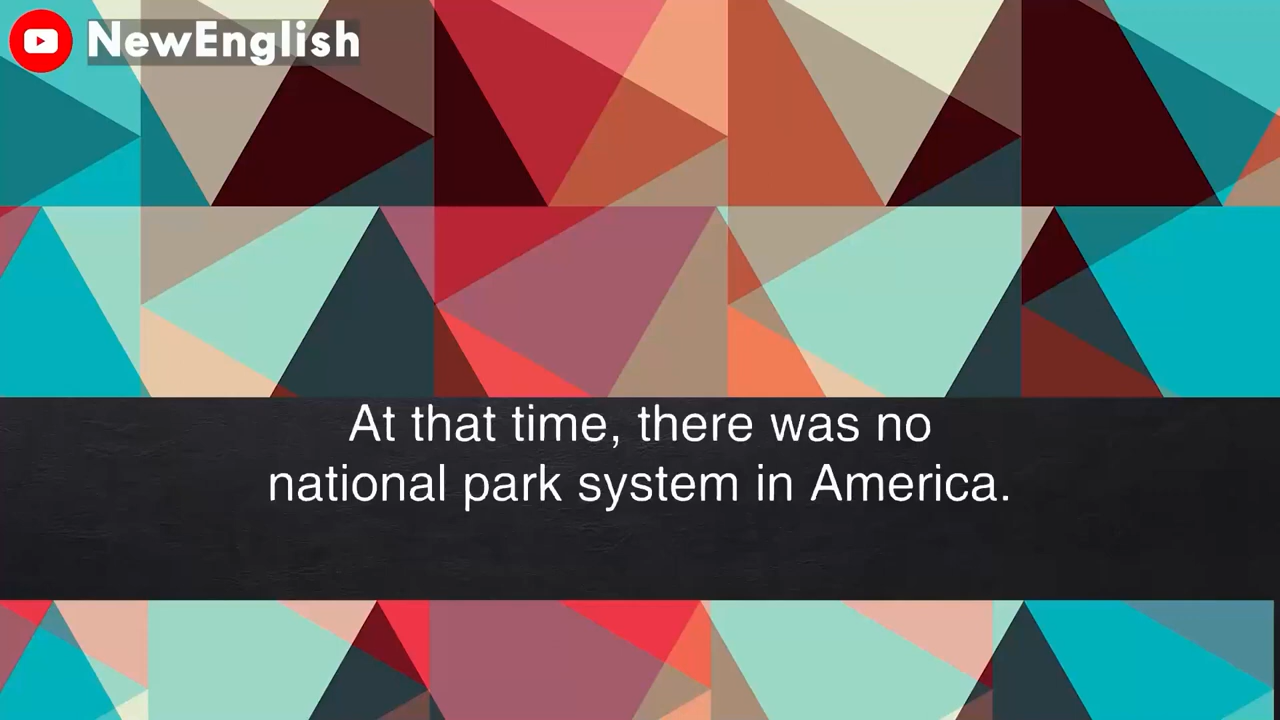 NewEnglish
At that time, there was no
national park system in America.